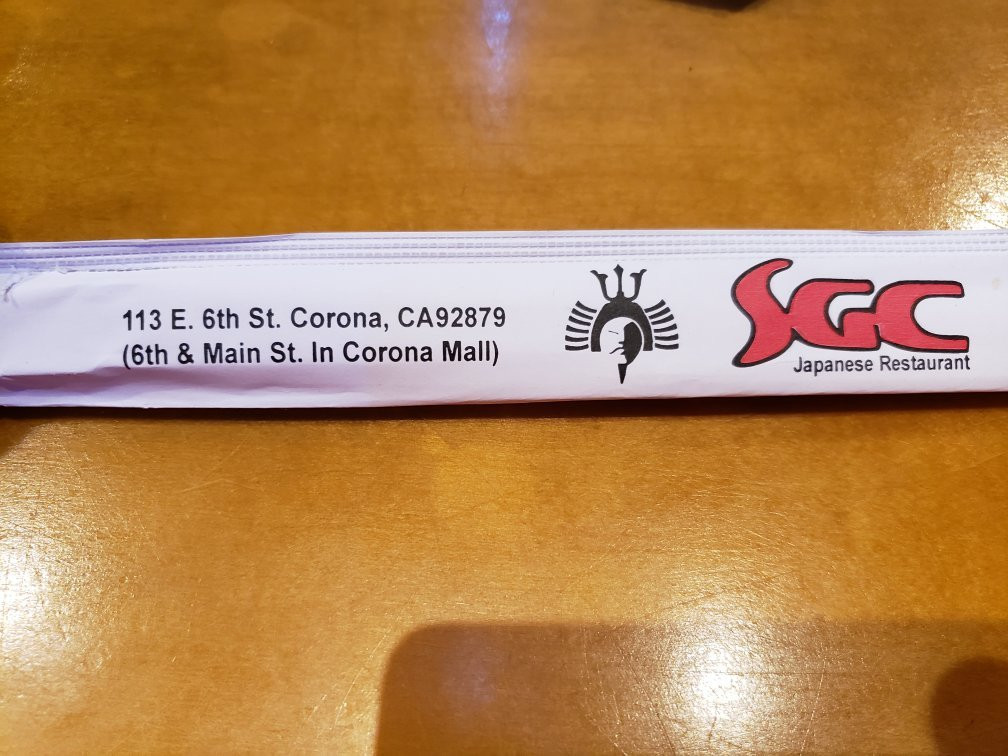 113 E. 6th St. Corona, CA92879
(6th & Main St. In Corona Mall)
SGC
Japanese Restaurant